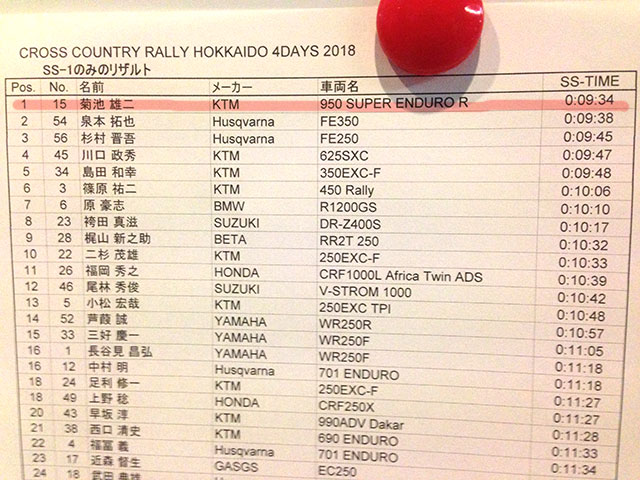 CROSS COUNTRY RALLY HOKKAIDO 4DAYS 2018
SS-1のみのリザルト
Pos. No. 名前 メーカー 車両名 SS-TIME
1 15 菊池 雄二 KTM 950 SUPER ENDURO R 0:09:34
2 54 泉本 拓也 Husqvarna FE350 0:09:38
3 56 杉村 晋吾 Husqvarna FE250 0:09:45
4 45 川口 政秀 KTM 625SXC 0:09:47
5 34 島田 和幸 KTM 350EXC-F 0:09:48
6 3 篠原 祐二 KTM 450 Rally 0:10:06
7 6 原 豪志 BMW R1200GS 0:10:10
8 23 袴田 真滋 SUZUKI DR-Z400S 0:10:17
9 28 梶山 新之助 BETA RR2T 250 0:10:32
10 22 二杉 茂雄 KTM 250EXC-F 0:10:33
11 26 福岡 秀之 HONDA CRF1000L Africa Twin ADS 0:10:39
12 46 尾林 秀俊 SUZUKI V-STROM 1000 0:10:42
13 5 小松 宏哉 KTM 250EXC TPI 0:10:48
14 52 芦葭 誠 YAMAHA WR250R 0:10:57
15 33 三好 慶一 YAMAHA WR250F 0:11:05
16 1 長谷見 昌弘 YAMAHA WR250F 0:11:18
16 12 中村 明 Husqvarna 701 ENDURO 0:11:18
18 24 足利 修一 KTM 250EXC-F 0:11:27
18 49 上野 稔 HONDA CRF250X 0:11:27
20 43 早坂 淳 KTM 990ADV Dakar 0:11:28
21 38 西口 清史 KTM 690 ENDURO 0:11:33
22 4 福冨 義 Husqvarna 701 ENDURO 0:11:34
23 17 近森 督生 GASGS EC250
24 18 武田